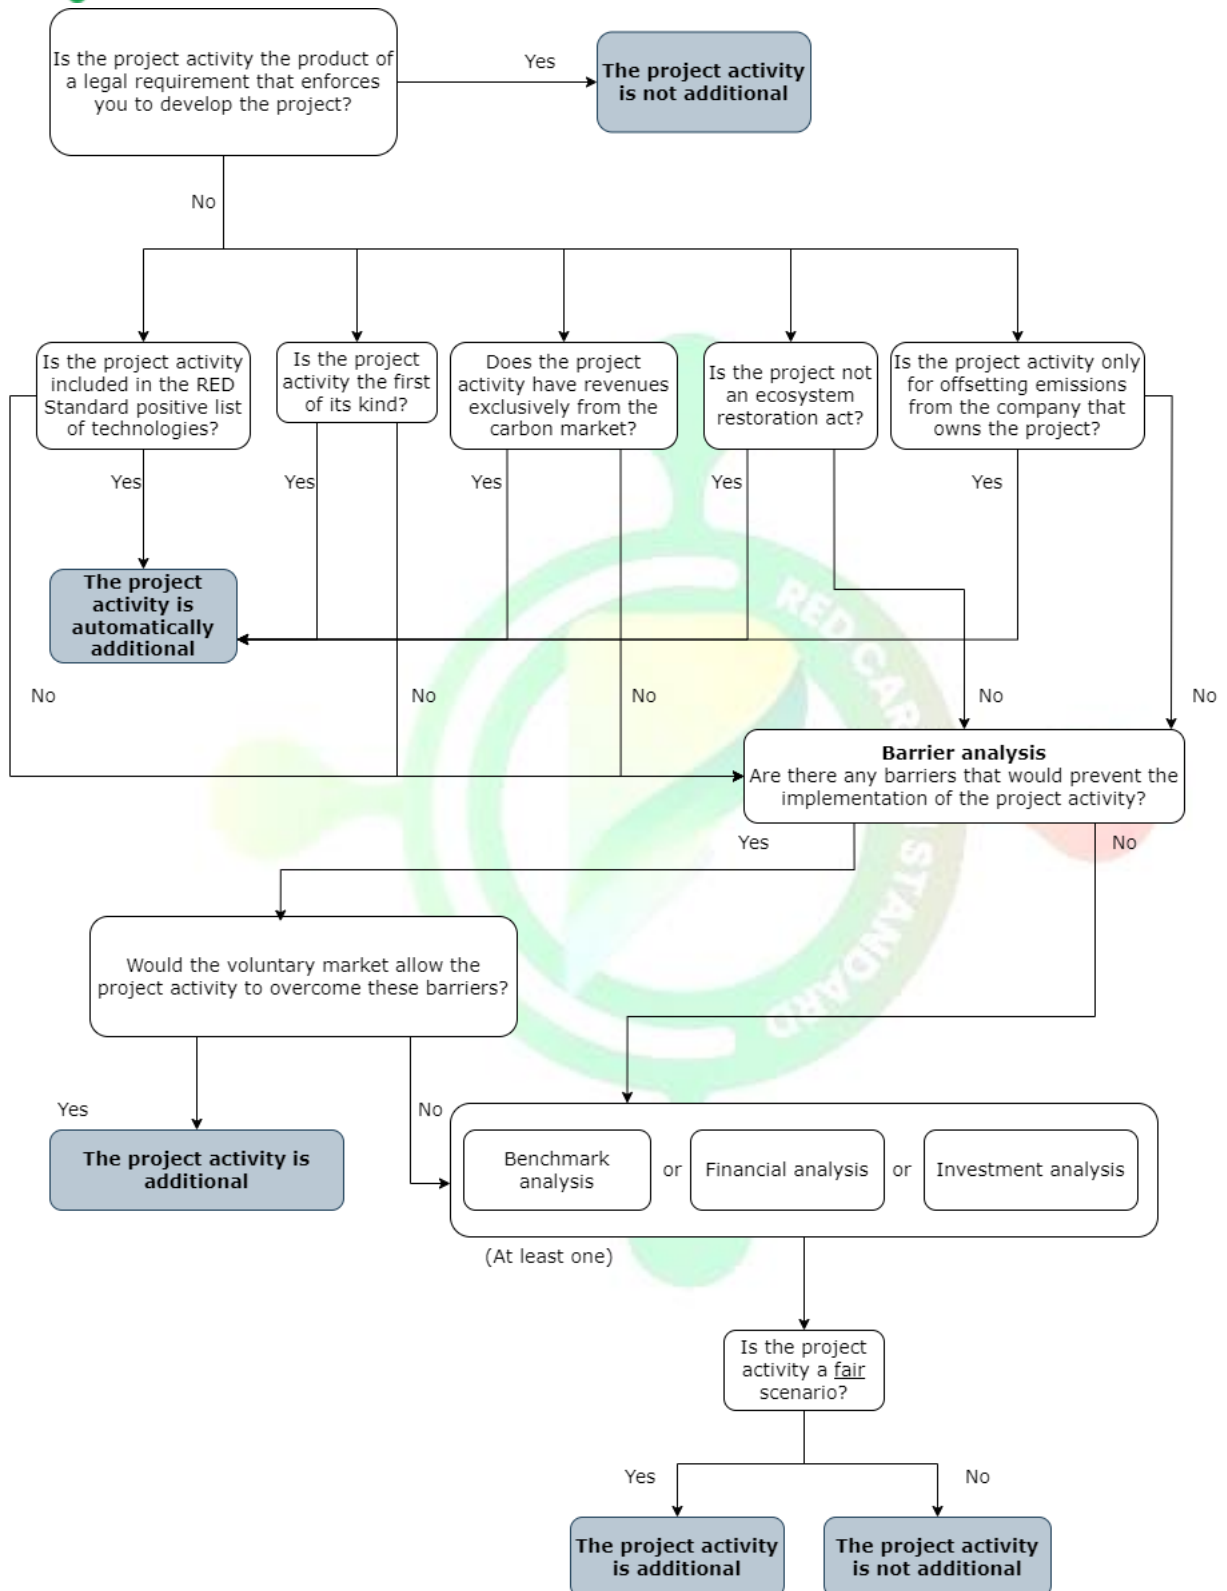 Is the project activity the product of
a legal requirement that enforces
you to develop the project?
Yes
The project activity
is not additional
No
Is the project activity
included in the RED
Standard positive list
of technologies?
Is the project
activity the first
of its kind?
Does the project
activity have revenues
exclusively from the
carbon market?
Is the project not
an ecosystem
restoration act?
Is the project activity only
for offsetting emissions
from the company that
owns the project?
Yes
Yes
Yes
Yes
Yes
The project
activity is
automatically
additional
No
No
No
No
No
Barrier analysis
Are there any barriers that would prevent the
implementation of the project activity?
Yes
No
Would the voluntary market allow the
project activity to overcome these barriers?
Yes
No
The project activity is
additional
Benchmark
analysis
or
Financial analysis
or
Investment analysis
(At least one)
Is the project
activity a fair
scenario?
Yes
No
The project activity
is additional
The project activity
is not additional
RED CAR
STANDARD